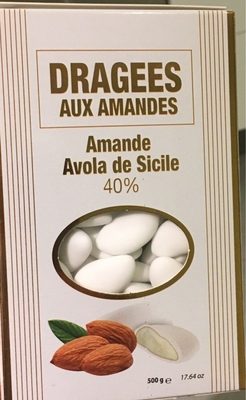 DRAGEES
AUX AMANDES
Amande
Avola de Sicile
40%
500 g e 17.64 oz